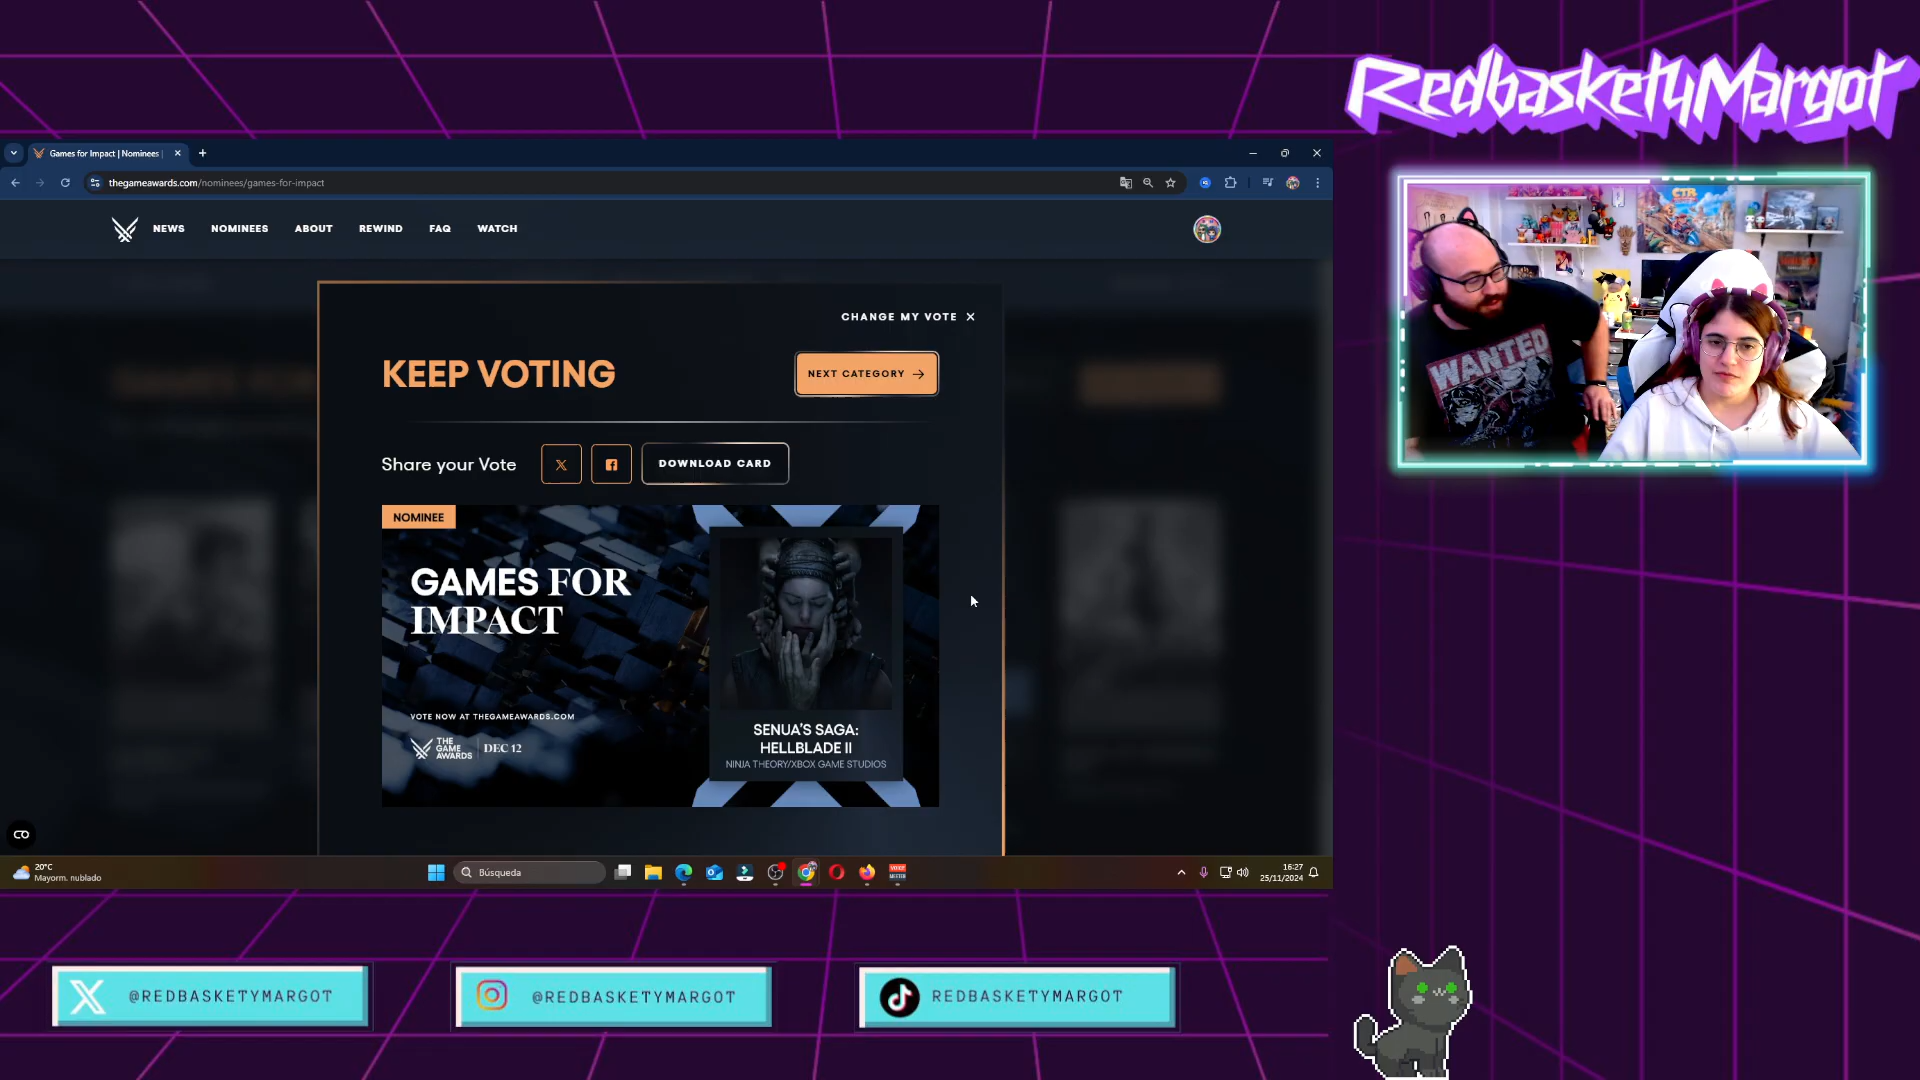 RedbasketyMargot
Games for Impact | Nominees |
thegameawards.com/nominees/games-for-impact
NEWS NOMINEES ABOUT REWIND FAQ WATCH
CHANGE MY VOTE
KEEP VOTING
NEXT CATEGORY
Share your Vote
DOWNLOAD CARD
NOMINEE
GAMES FOR
IMPACT
VOTE NOW AT THEGAMEAWARDS.COM
THE
GAME
AWARDS
DEC 12
SENUA'S SAGA:
HELLBLADE II
NINJA THEORY/XBOX GAME STUDIOS
CTR
WANTED
20°C
Mayorm. nublado
Búsqueda
16:27
25/11/2024
@REDBASKETYMARGOT
@REDBASKETYMARGOT
REDBASKETYMARGOT